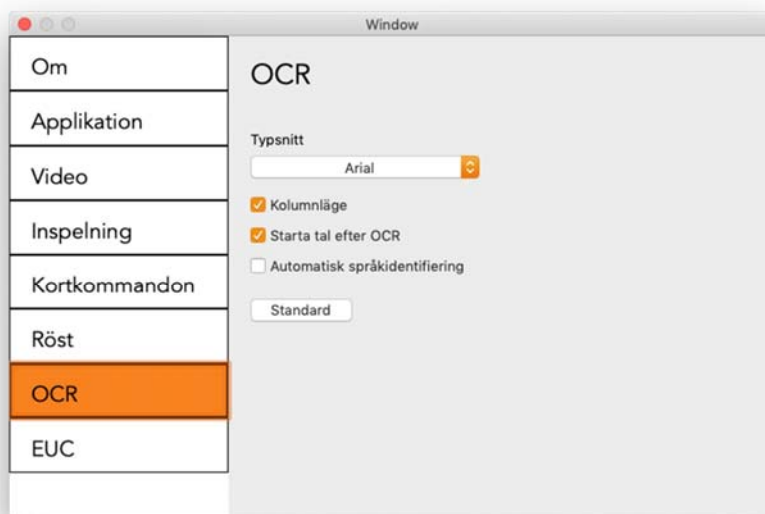 Window
Om
Applikation
Video
Inspelning
Kortkommandon
Röst
OCR
EUC
OCR
Typsnitt
Arial
Kolumnläge
Starta tal efter OCR
Automatisk språkidentifiering
Standard